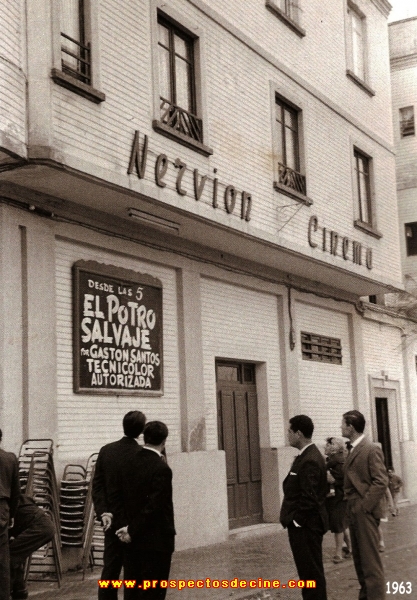 Nervion Cinema
DESDE LAS 5
EL POTRO
SALVAJE
POR GASTON SANTOS
TECNICOLOR
AUTORIZADA
www.prospectosdecine.com
1963